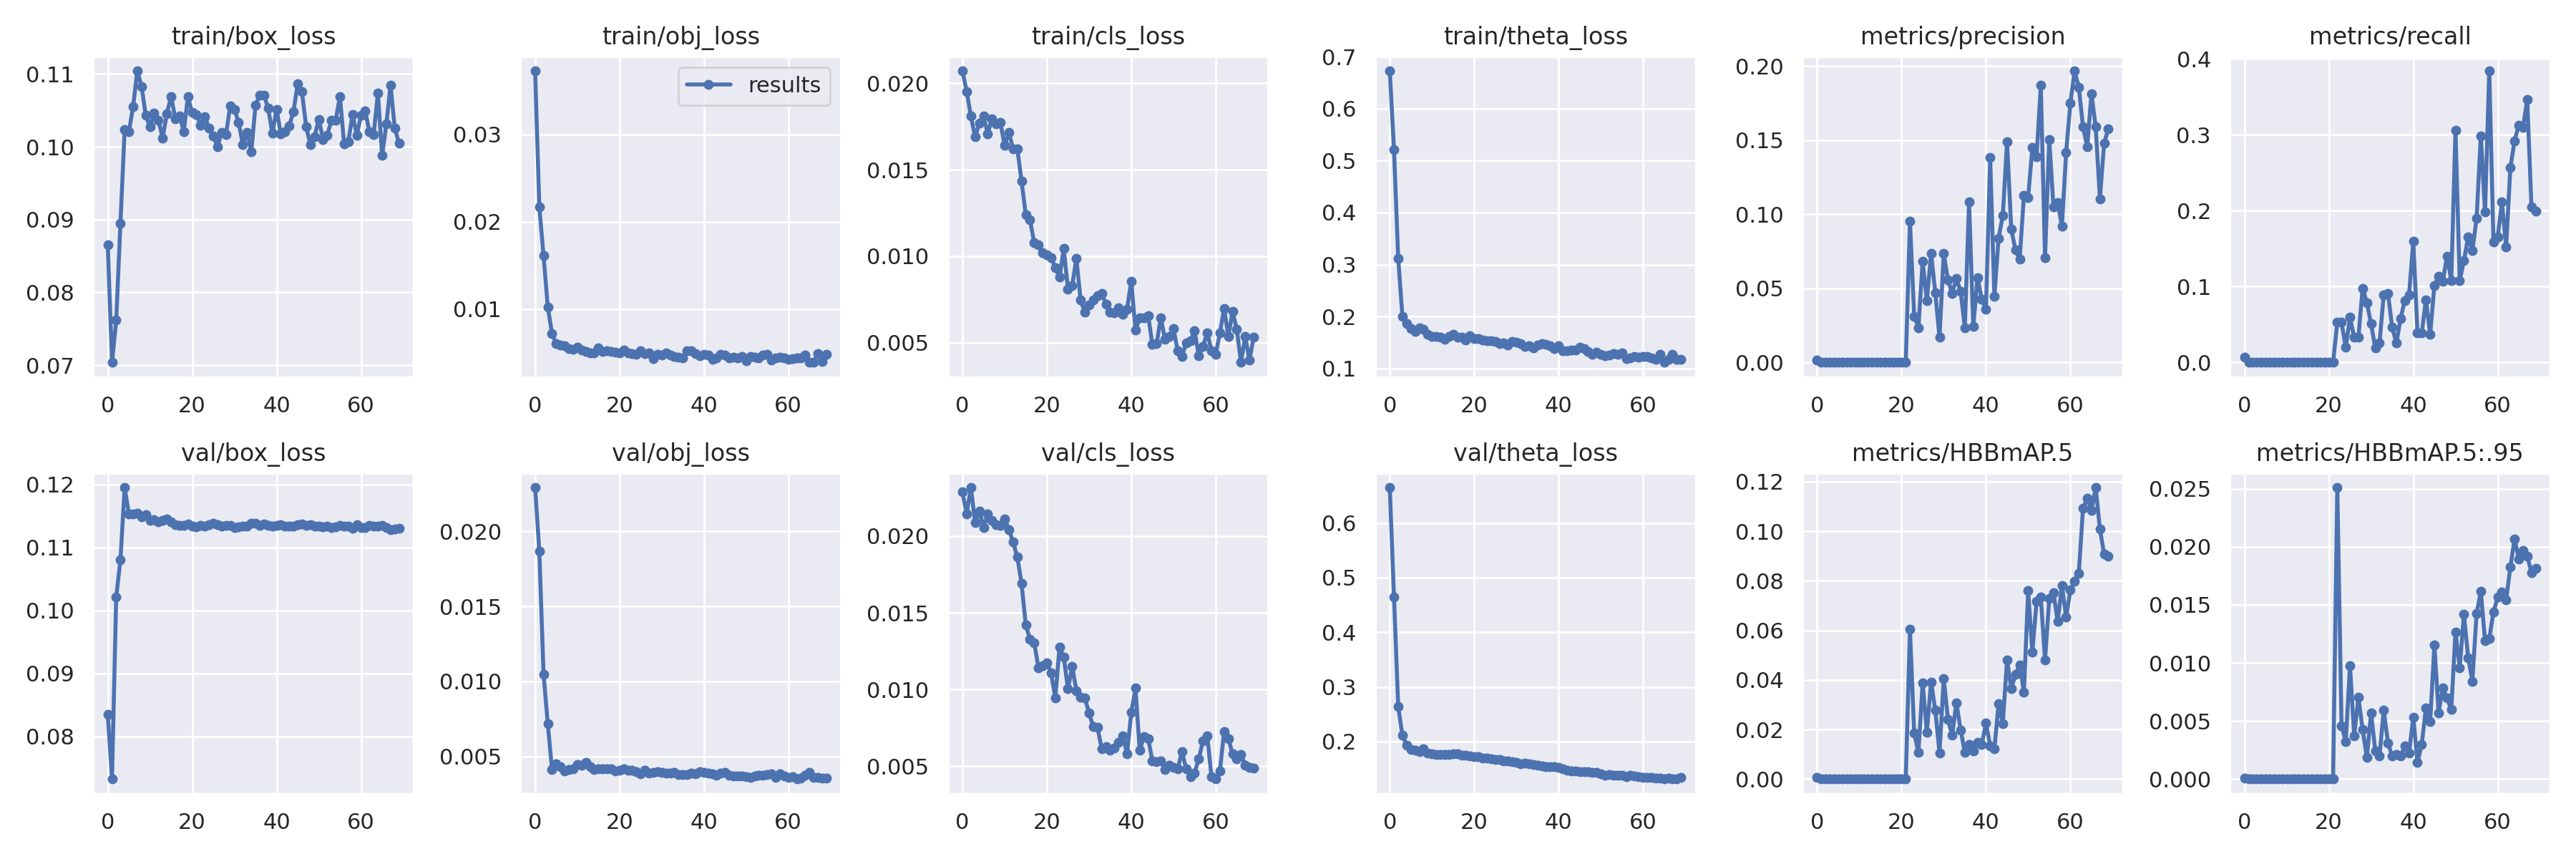 train/box_loss
0.11
0.10
0.09
0.08
0.07
0 20 40 60
train/obj_loss
results
0.03
0.02
0.01
0 20 40 60
train/cls_loss
0.020
0.015
0.010
0.005
0 20 40 60
train/theta_loss
0.7
0.6
0.5
0.4
0.3
0.2
0.1
0 20 40 60
metrics/precision
0.20
0.15
0.10
0.05
0.00
0 20 40 60
metrics/recall
0.4
0.3
0.2
0.1
0.0
0 20 40 60
val/box_loss
0.12
0.11
0.10
0.09
0.08
0 20 40 60
val/obj_loss
0.020
0.015
0.010
0.005
0 20 40 60
val/cls_loss
0.020
0.015
0.010
0.005
0 20 40 60
val/theta_loss
0.6
0.5
0.4
0.3
0.2
0 20 40 60
metrics/HBBmAP.5
0.12
0.10
0.08
0.06
0.04
0.02
0.00
0 20 40 60
metrics/HBBmAP.5:.95
0.025
0.020
0.015
0.010
0.005
0.000
0 20 40 60